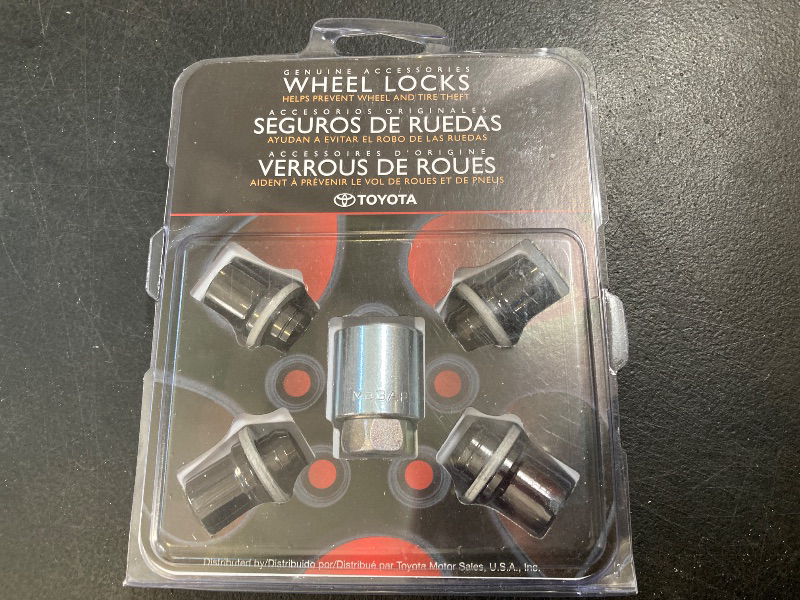 GENUINE ACCESSORIES
WHEEL LOCKS
HELPS PREVENT WHEEL AND TIRE THEFT
ACCESORIOS ORIGINALES
SEGUROS DE RUEDAS
AYUDAN A EVITAR EL ROBO DE LAS RUEDAS
ACCESSOIRES D'ORIGINE
VERROUS DE ROUES
AIDENT À PRÉVENIR LE VOL DE ROUES ET DE PNEUS
TOYOTA
McGARD
Distributed by/Distribuido por/Distribué par Toyota Motor Sales, U.S.A., Inc.